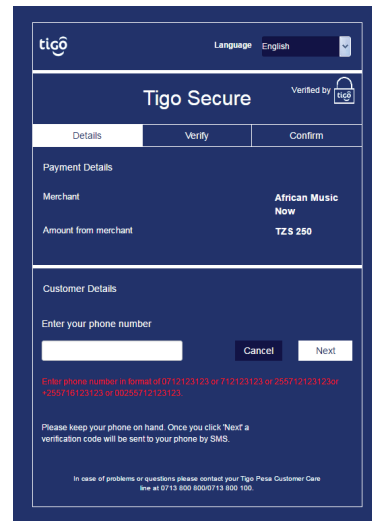 tigô
Language English
Tigo Secure
Verified by
tigô
Details Verify Confirm
Payment Details
Merchant African Music
Now
Amount from merchant TZS 250
Customer Details
Enter your phone number
Cancel Next
Enter phone number in format of 0712123123 or 712123123 or 255712123123or
+255716123123 or 00255712123123.
Please keep your phone on hand. Once you click 'Next' a
verification code will be sent to your phone by SMS.
In case of problems or questions please contact your Tigo Pesa Customer Care
line at 0713 800 800/0713 800 100.